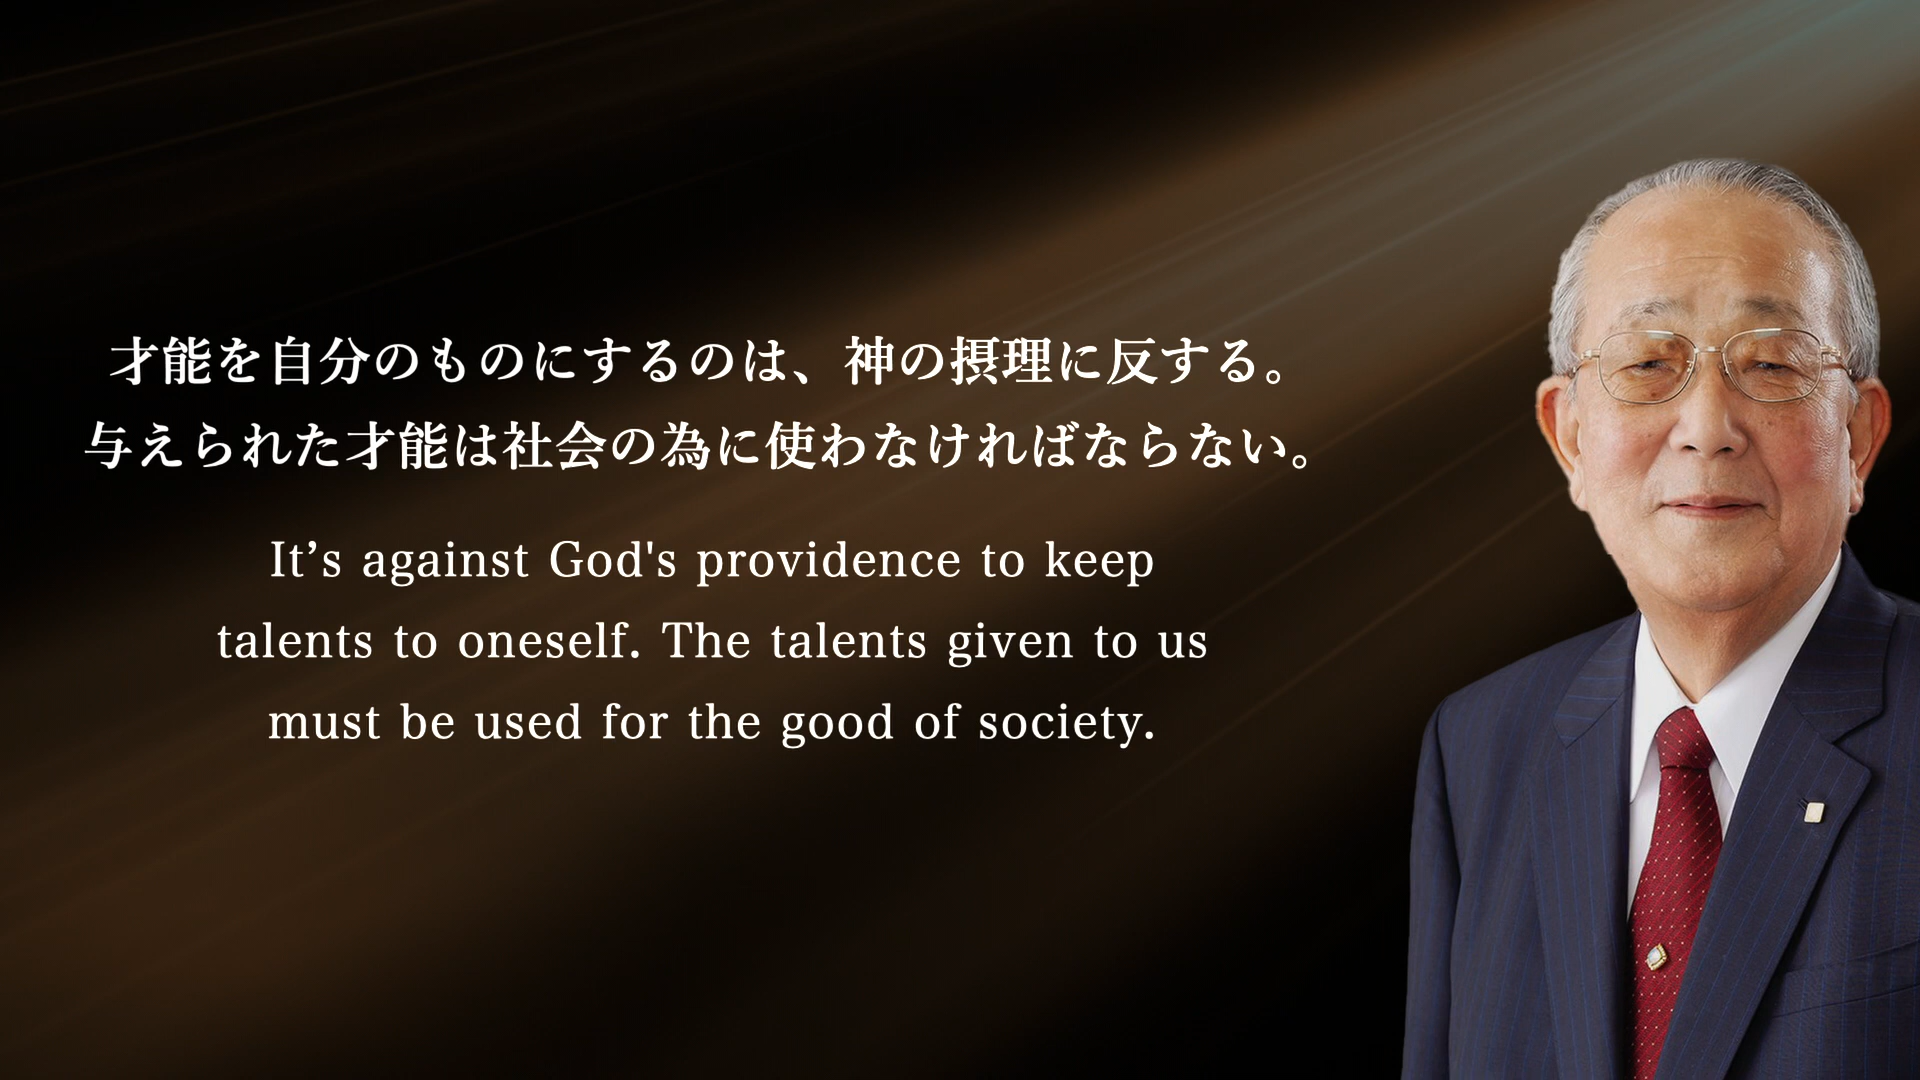 才能を自分のものにするのは、神の摂理に反する。
与えられた才能は社会の為に使わなければならない。
It’s against God's providence to keep
talents to oneself. The talents given to us
must be used for the good of society.